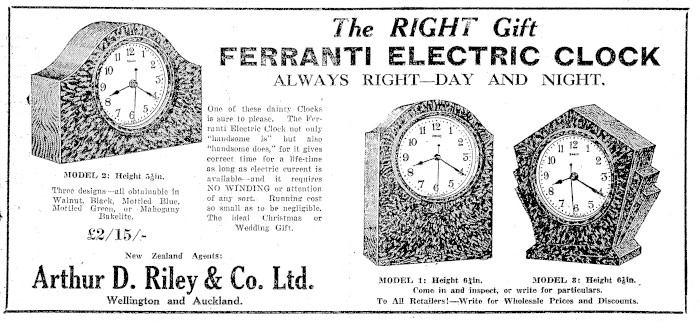 The RIGHT Gift
FERRANTI ELECTRIC CLOCK
ALWAYS RIGHT—DAY AND NIGHT.
One of these dainty Clocks
is sure to please. The Fer-
ranti Electric Clock not only
"handsome is" but also
"handsome does," for it gives
correct time for a life-time
as long as electric current is
available—and it requires
NO WINDING or attention
of any sort. Running cost
so small as to be negligible.
The ideal Christmas or
Wedding Gift.
MODEL 2: Height 5½in.
Three designs—all obtainable in
Walnut, Black, Mottled Blue,
Mottled Green, or Mahogany
Bakelite.
£2/15/-
New Zealand Agents:
Arthur D. Riley & Co. Ltd.
Wellington and Auckland.
MODEL 1: Height 6½in.
MODEL 3: Height 6½in.
Come in and inspect, or write for particulars.
To All Retailers!—Write for Wholesale Prices and Discounts.